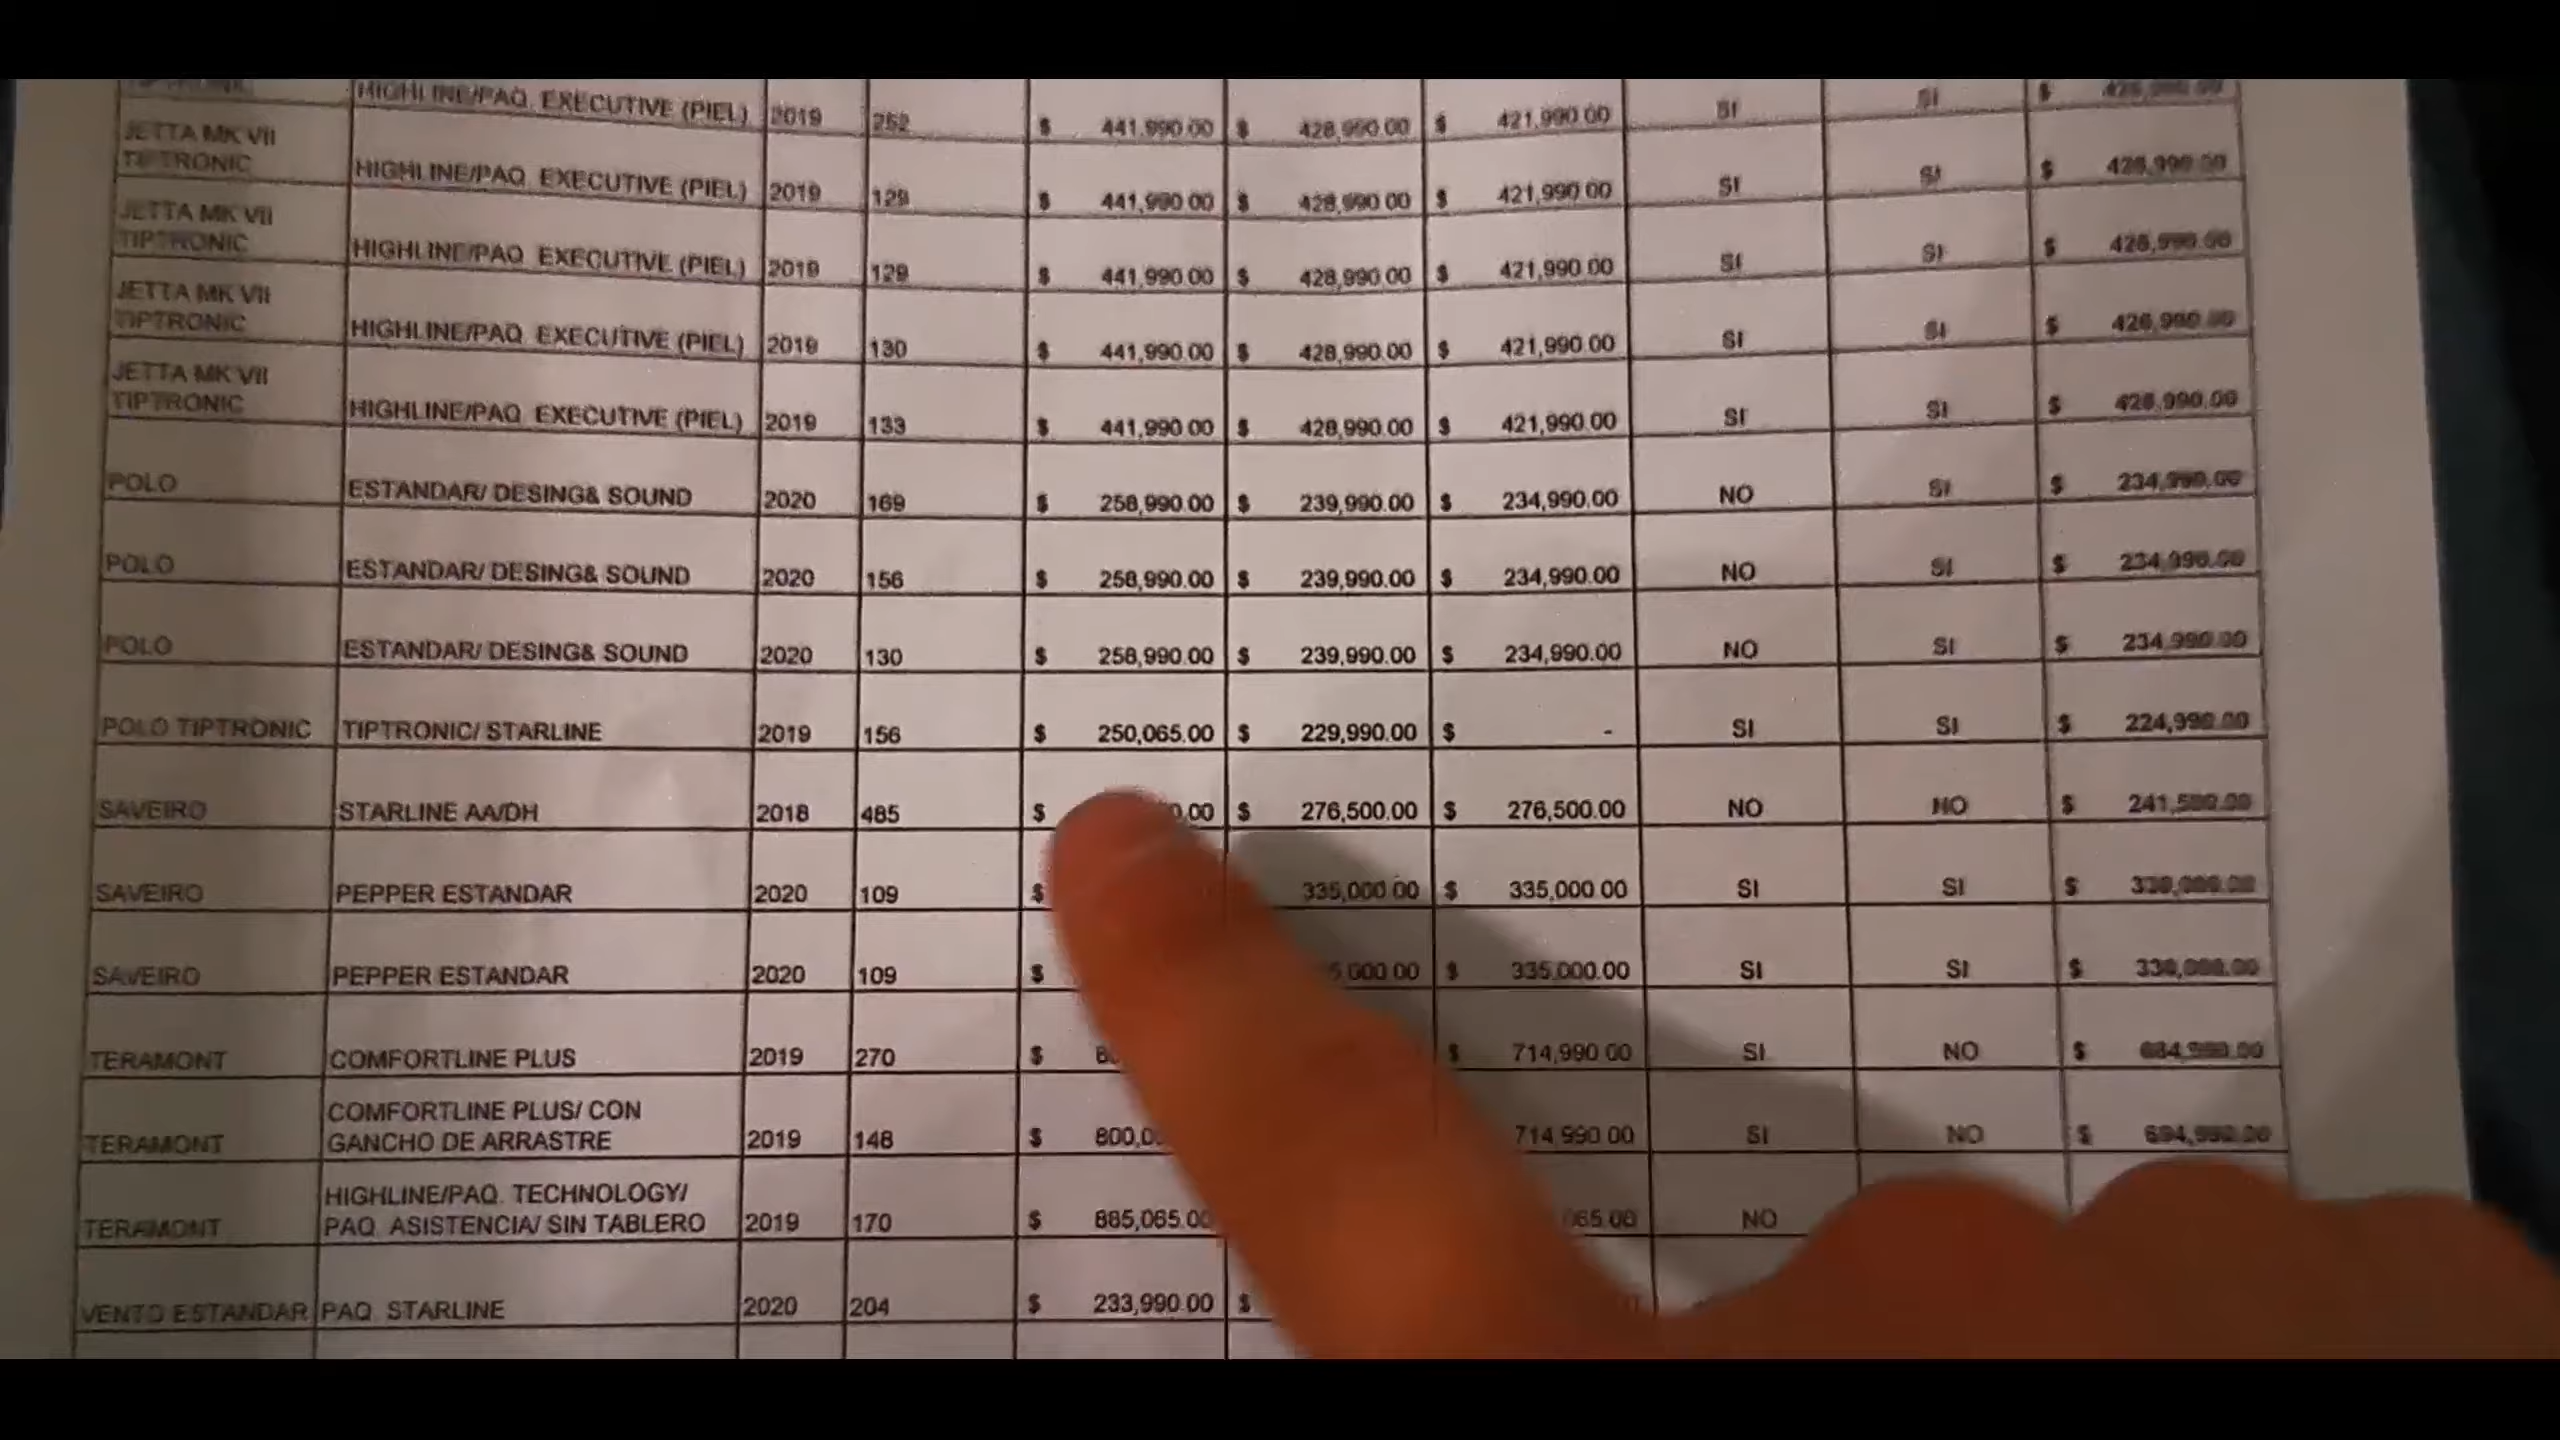 HIGHLINE/PAQ. EXECUTIVE (PIEL) 2019 252 $ 441,990.00 $ 428,990.00 $ 421,990.00 SI SI $
JETTA MK VII
TIPTRONIC HIGHLINE/PAQ. EXECUTIVE (PIEL) 2019 129 $ 441,990.00 $ 428,990.00 $ 421,990.00 SI SI $
JETTA MK VII
TIPTRONIC HIGHLINE/PAQ. EXECUTIVE (PIEL) 2019 129 $ 441,990.00 $ 428,990.00 $ 421,990.00 SI SI $
JETTA MK VII
TIPTRONIC HIGHLINE/PAQ. EXECUTIVE (PIEL) 2019 130 $ 441,990.00 $ 428,990.00 $ 421,990.00 SI SI $
JETTA MK VII
TIPTRONIC HIGHLINE/PAQ. EXECUTIVE (PIEL) 2019 133 $ 441,990.00 $ 428,990.00 $ 421,990.00 SI SI $
POLO ESTANDAR/ DESING& SOUND 2020 169 $ 258,990.00 $ 239,990.00 $ 234,990.00 NO SI $ 234,990.00
POLO ESTANDAR/ DESING& SOUND 2020 156 $ 258,990.00 $ 239,990.00 $ 234,990.00 NO SI $ 234,990.00
POLO ESTANDAR/ DESING& SOUND 2020 130 $ 258,990.00 $ 239,990.00 $ 234,990.00 NO SI $ 234,990.00
POLO TIPTRONIC TIPTRONIC/ STARLINE 2019 156 $ 250,065.00 $ 229,990.00 $ - SI SI $ 224,990.00
SAVEIRO STARLINE AA/DH 2018 485 $ $ 276,500.00 $ 276,500.00 NO NO $ 241,500.00
SAVEIRO PEPPER ESTANDAR 2020 109 $ 335,000.00 $ 335,000.00 SI SI $
SAVEIRO PEPPER ESTANDAR 2020 109 $ $ 335,000.00 SI SI $
TERAMONT COMFORTLINE PLUS 2019 270 $ $ 714,990.00 SI NO $
COMFORTLINE PLUS/ CON
TERAMONT GANCHO DE ARRASTRE 2019 148 $ 714,990.00 SI NO $
HIGHLINE/PAQ. TECHNOLOGY/
TERAMONT PAQ. ASISTENCIA/ SIN TABLERO 2019 170 $ 885,065.00 NO
VENTO ESTANDAR PAQ. STARLINE 2020 204 $ 233,990.00 $